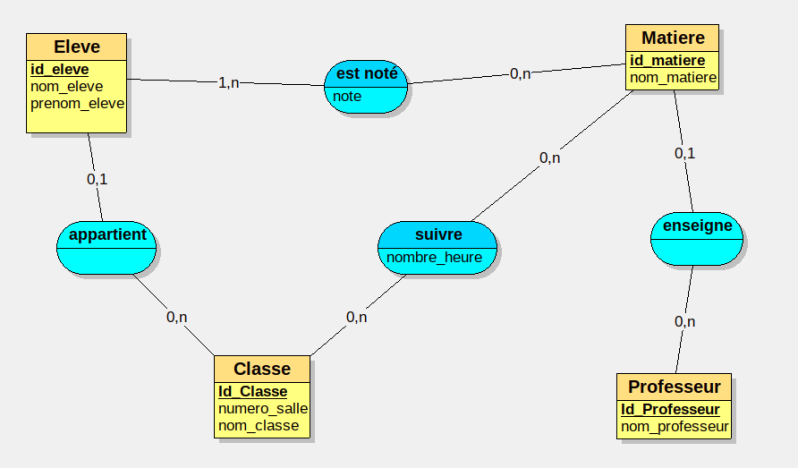 Eleve
id_eleve
nom_eleve
prenom_eleve
1,n
est noté
note
0,n
Matiere
id_matiere
nom_matiere
0,1
0,n
0,1
appartient
suivre
nombre_heure
enseigne
0,n
0,n
0,n
Classe
Id_Classe
numero_salle
nom_classe
Professeur
Id_Professeur
nom_professeur